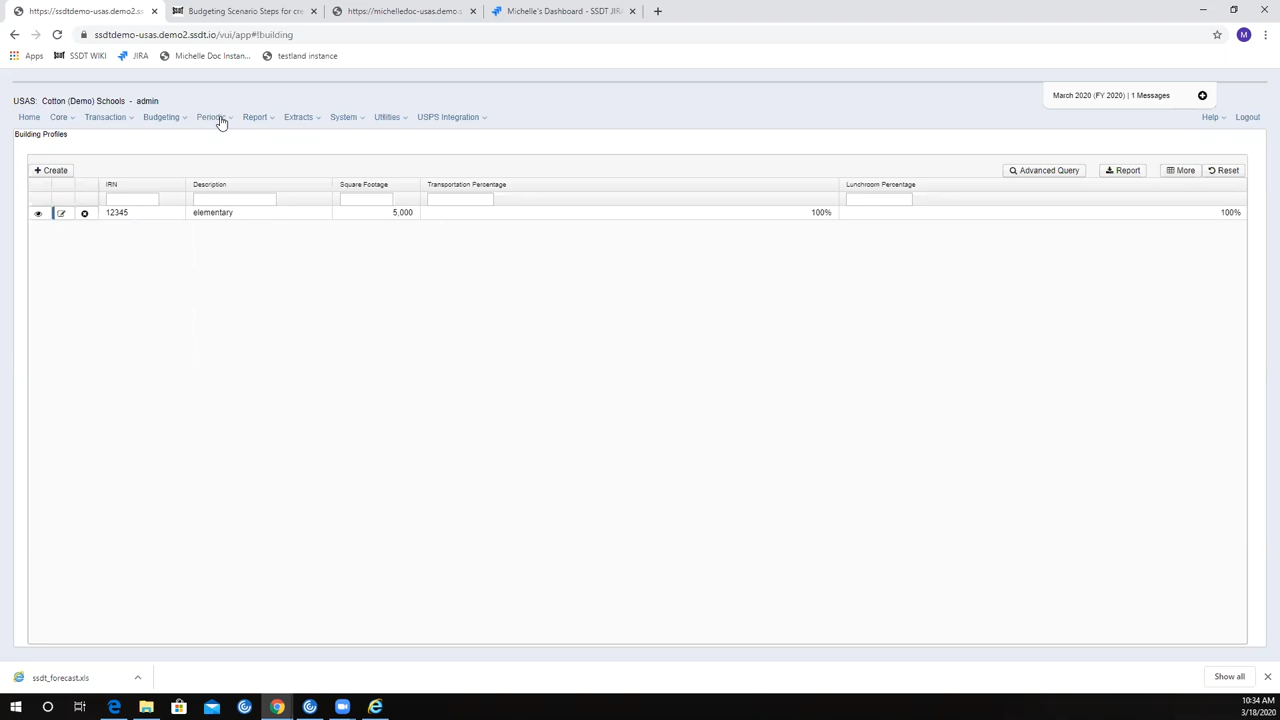 https://ssdtdemo-usas.demo2.ss
Budgeting Scenario Steps for cre
https://michelledoc-usas.demo.s
Michelle's Dashboard - SSDT JIRA
ssdtdemo-usas.demo2.ssdt.io/vui/app#!building
M
Apps
SSDT WIKI
JIRA
Michelle Doc Instan...
testland instance
USAS: Cotton (Demo) Schools - admin
March 2020 (FY 2020) | 1 Messages
Home Core Transaction Budgeting Periodic Report Extracts System Utilities USPS Integration Help Logout
Building Profiles
Create
Advanced Query Report More Reset
IRN Description Square Footage Transportation Percentage Lunchroom Percentage
12345 elementary 5,000 100% 100%
ssdt_forecast.xls
Show all
10:34 AM
3/18/2020